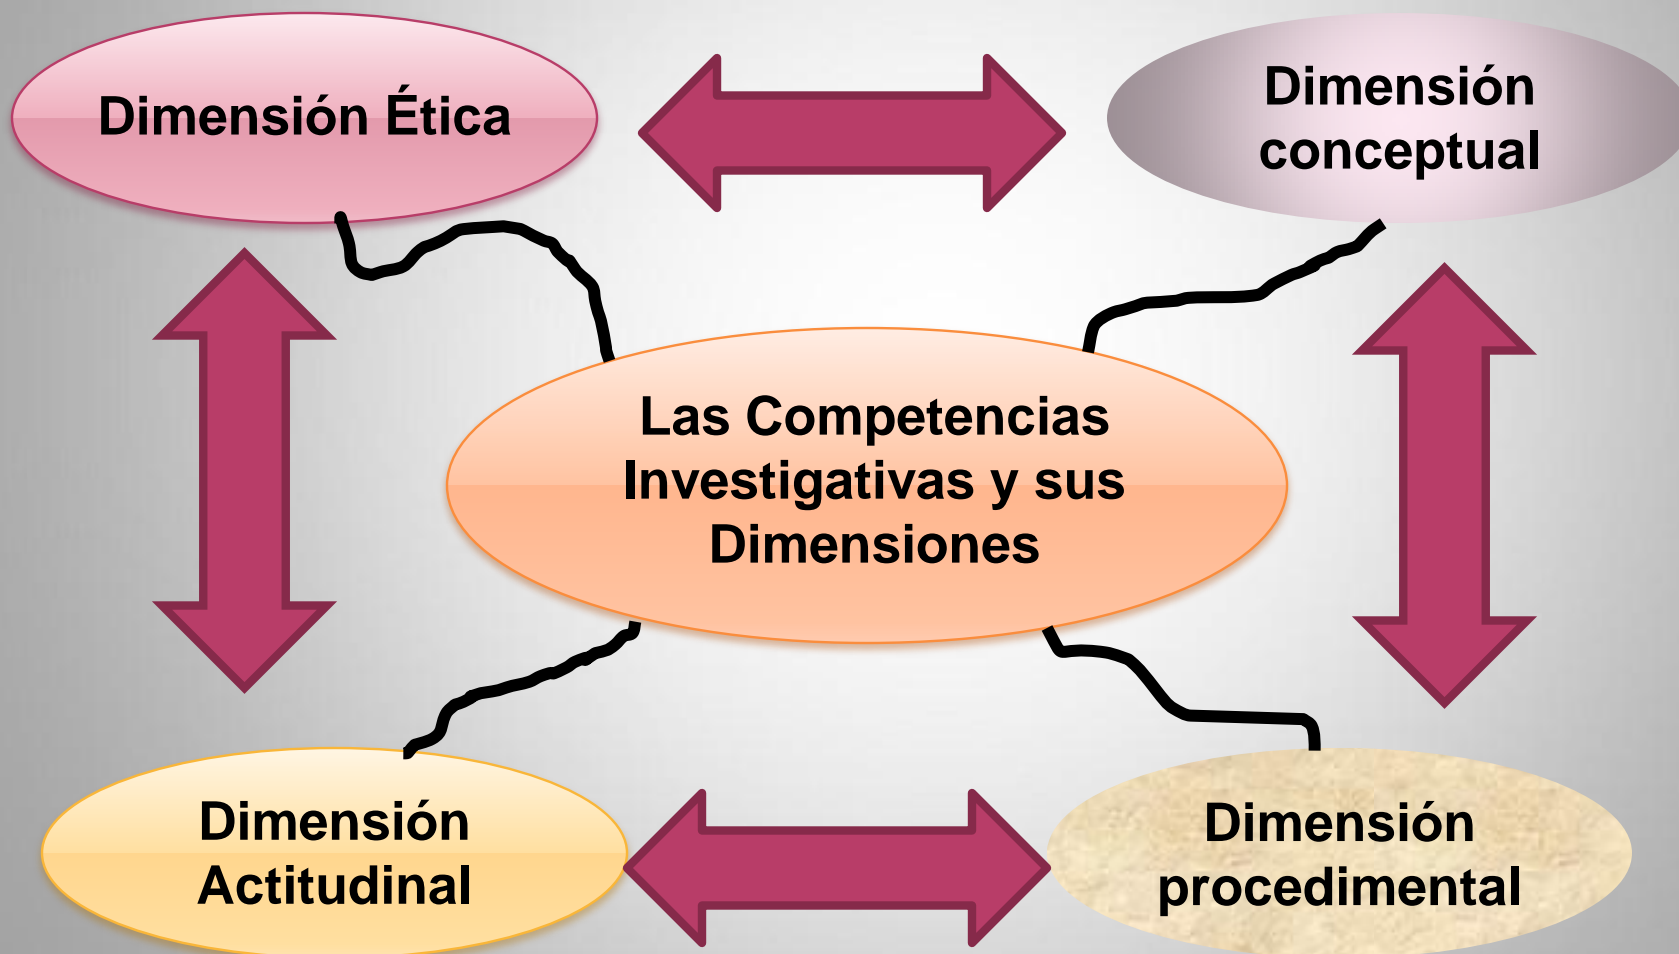 Dimensión Ética
Dimensión
conceptual
Las Competencias
Investigativas y sus
Dimensiones
Dimensión
Actitudinal
Dimensión
procedimental